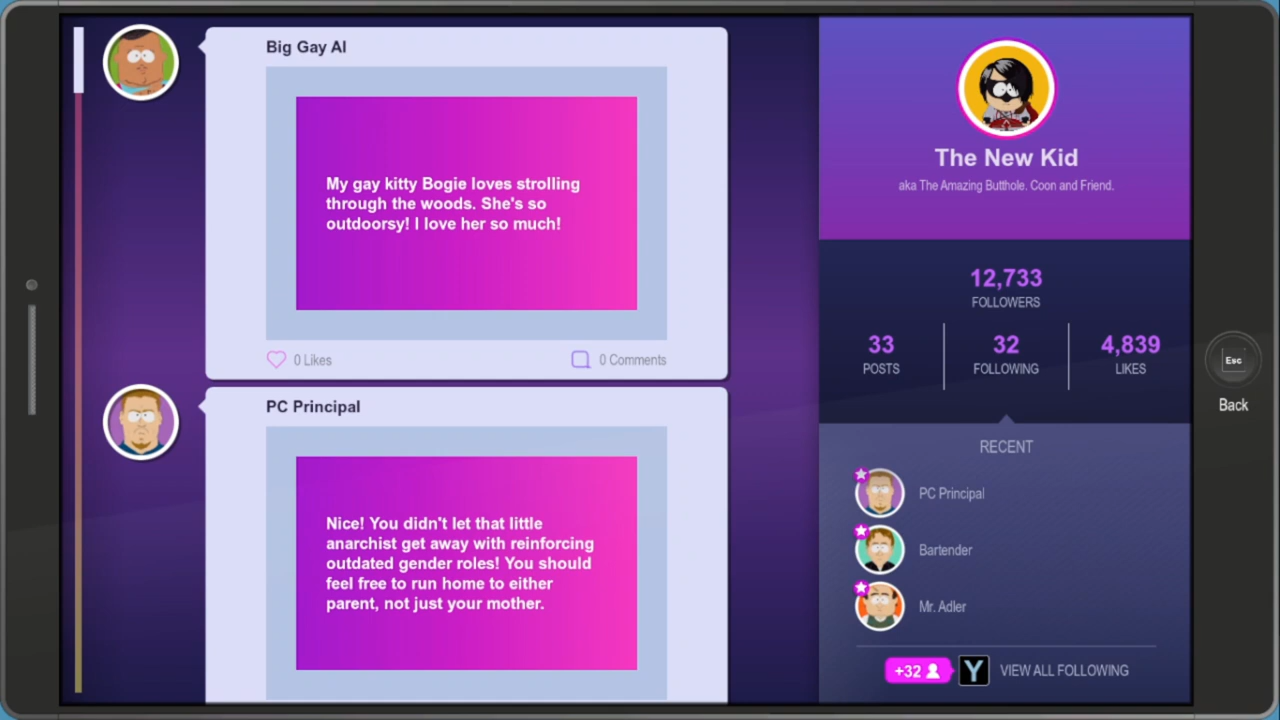 Big Gay Al
My gay kitty Bogie loves strolling
through the woods. She's so
outdoorsy! I love her so much!
0 Likes
0 Comments
PC Principal
Nice! You didn't let that little
anarchist get away with reinforcing
outdated gender roles! You should
feel free to run home to either
parent, not just your mother.
The New Kid
aka The Amazing Butthole. Coon and Friend.
12,733
FOLLOWERS
33
POSTS
32
FOLLOWING
4,839
LIKES
RECENT
PC Principal
Bartender
Mr. Adler
+32
Y
VIEW ALL FOLLOWING
Esc
Back